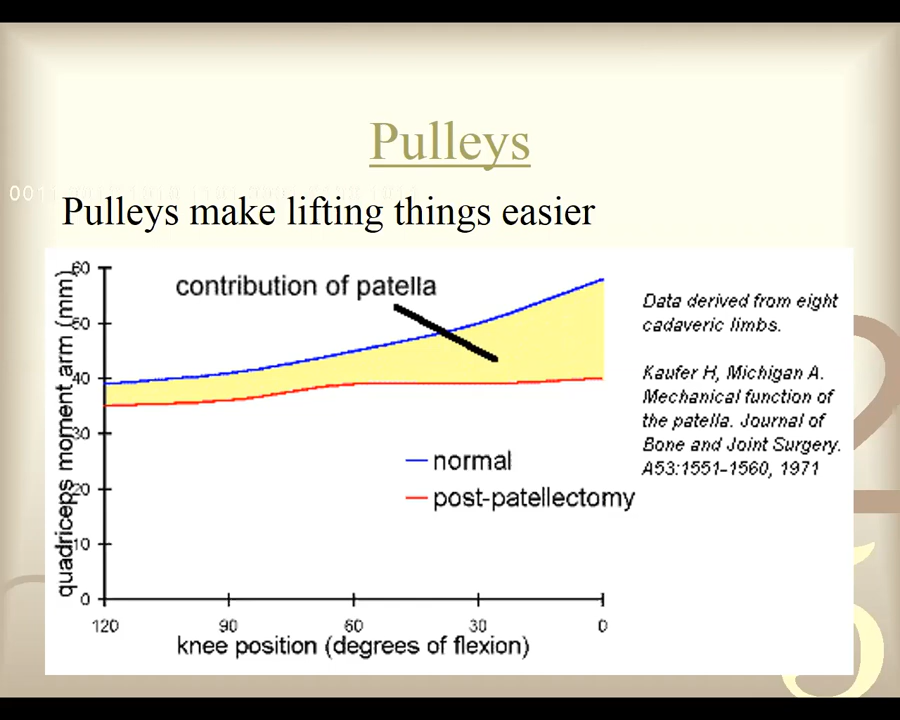 Pulleys
Pulleys make lifting things easier
contribution of patella
quadriceps moment arm (mm)
60
50
40
30
20
10
0
normal
post-patellectomy
120 90 60 30 0
knee position (degrees of flexion)
Data derived from eight
cadaveric limbs.
Kaufer H, Michigan A.
Mechanical function of
the patella. Journal of
Bone and Joint Surgery.
A53:1551-1560, 1971